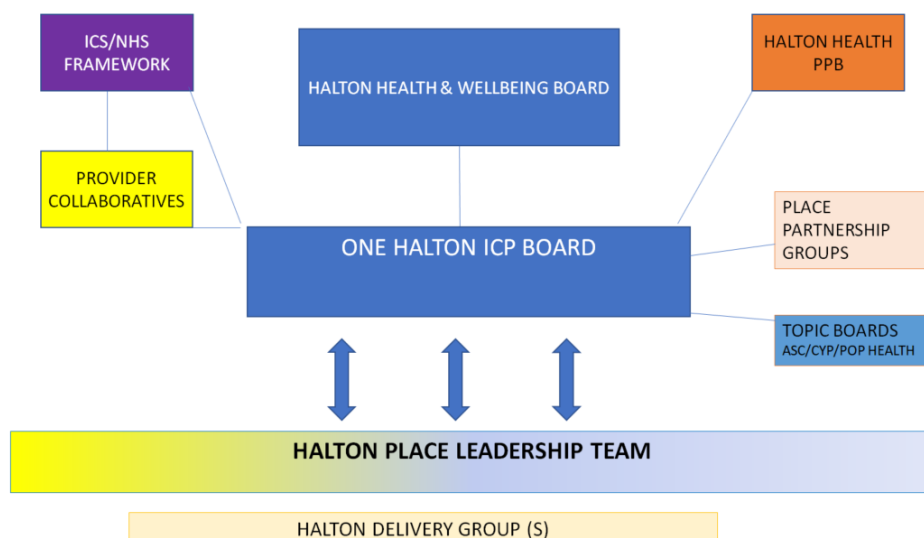 ICS/NHS
FRAMEWORK
HALTON HEALTH & WELLBEING BOARD
HALTON HEALTH
PPB
PROVIDER
COLLABORATIVES
PLACE
PARTNERSHIP
GROUPS
ONE HALTON ICP BOARD
TOPIC BOARDS
ASC/CYP/POP HEALTH
HALTON PLACE LEADERSHIP TEAM
HALTON DELIVERY GROUP (S)